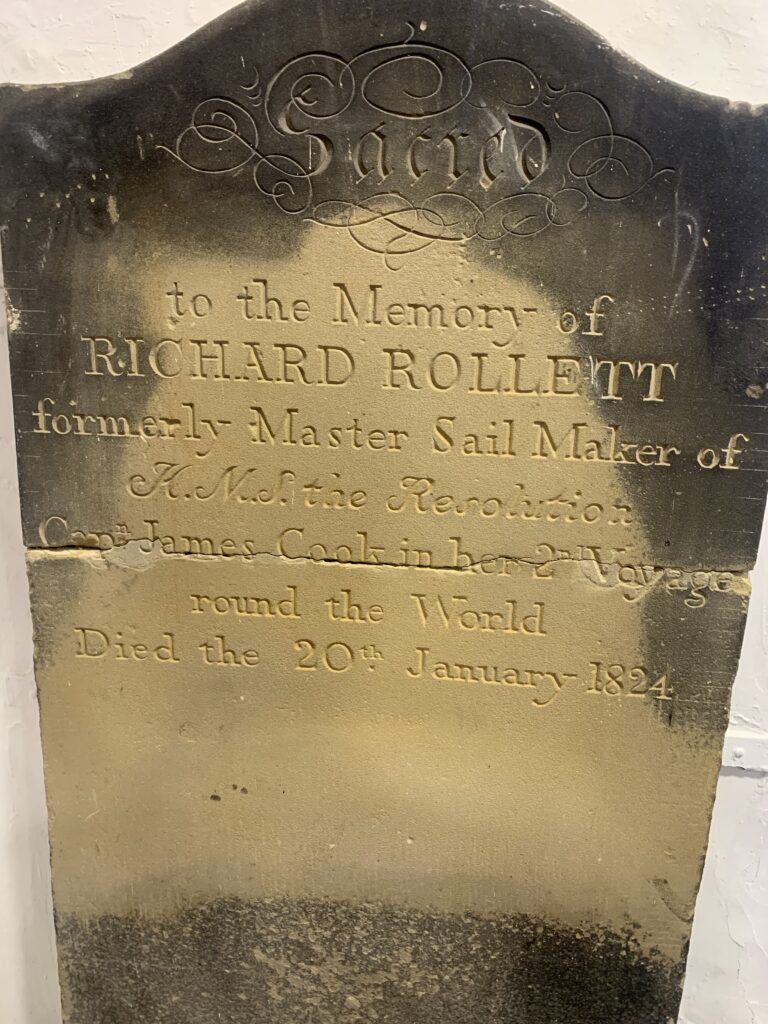 Sacred
to the Memory of
RICHARD ROLLETT
formerly Master Sail Maker of
H.M.S. the Resolution
Capⁿ James Cook in her 2ⁿᵈ Voyage
round the World
Died the 20ᵗʰ January 1824